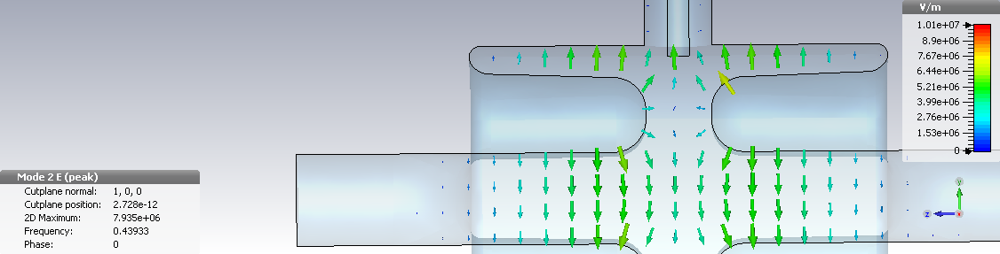 V/m
1.01e+07
8.9e+06
7.67e+06
6.44e+06
5.21e+06
3.99e+06
2.76e+06
1.53e+06
0
Mode 2 E (peak)
Cutplane normal: 1, 0, 0
Cutplane position: 2.728e-12
2D Maximum: 7.935e+06
Frequency: 0.43933
Phase: 0
y
z x